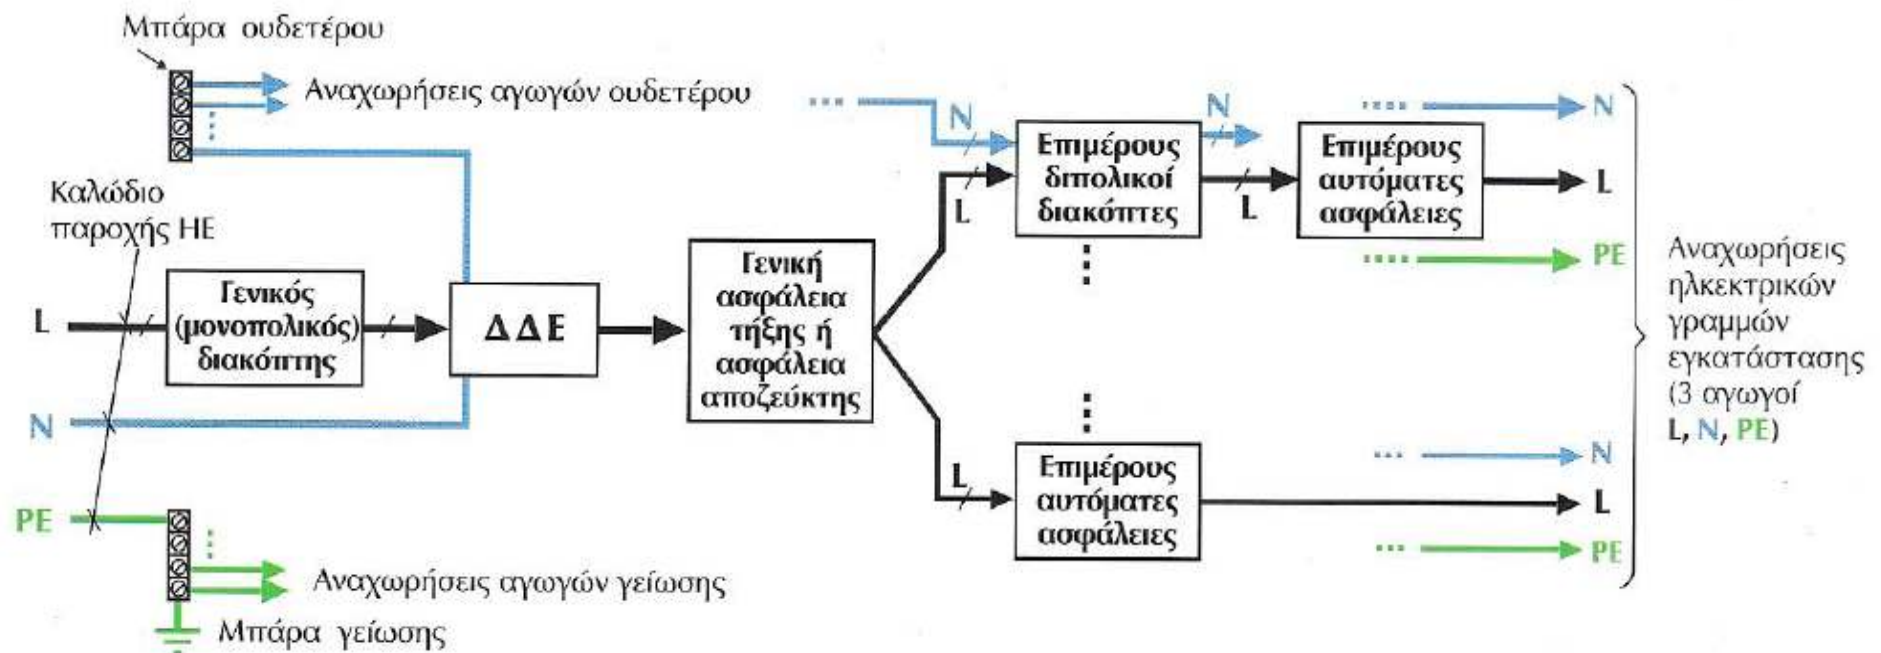 Μπάρα ουδετέρου
Αναχωρήσεις αγωγών ουδετέρου
Καλώδιο
παροχής ΗΕ
L
N
PE
Γενικός
(μονοπολικός)
διακόπτης
ΔΔΕ
Γενική
ασφάλεια
τήξης ή
ασφάλεια
αποζεύκτης
N
L
Επιμέρους
διπολικοί
διακόπτες
N
L
Επιμέρους
αυτόματες
ασφάλειες
N
L
PE
L
Επιμέρους
αυτόματες
ασφάλειες
N
L
PE
Αναχωρήσεις
ηλκεκτρικών
γραμμών
εγκατάστασης
(3 αγωγοί
L, N, PE)
Αναχωρήσεις αγωγών γείωσης
Μπάρα γείωσης